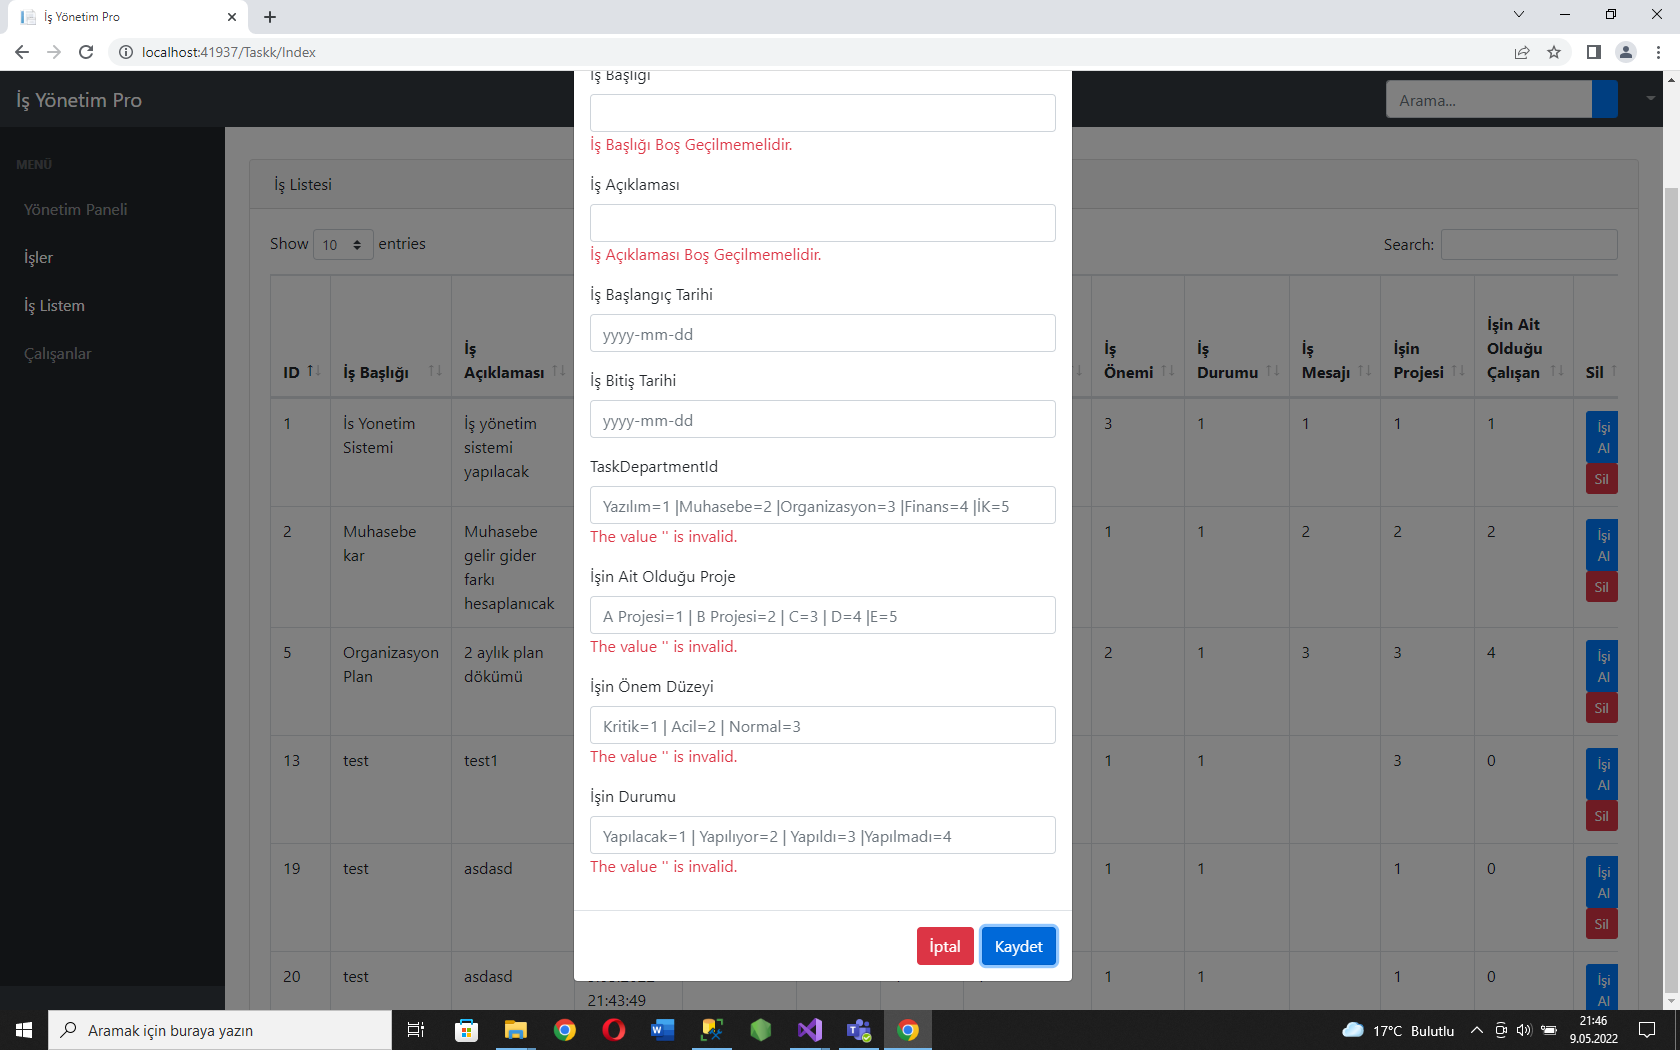 İş Yönetim Pro
localhost:41937/Taskk/Index
İş Yönetim Pro
Arama...
MENÜ
Yönetim Paneli
İşler
İş Listem
Çalışanlar
İş Listesi
Show 10 entries
Search:
ID İş Başlığı İş Açıklaması İş Önemi İş Durumu İş Mesajı İşin Projesi İşin Ait Olduğu Çalışan Sil
1 İs Yonetim Sistemi İş yönetim sistemi yapılacak 3 1 1 1 1 İşi Al Sil
2 Muhasebe kar Muhasebe gelir gider farkı hesaplanıcak 1 1 2 2 2 İşi Al Sil
5 Organizasyon Plan 2 aylık plan dökümü 2 1 3 3 4 İşi Al Sil
13 test test1 1 1 3 0 İşi Al Sil
19 test asdasd 1 1 1 0 İşi Al Sil
20 test asdasd 21:43:49 1 1 1 0 İşi Al
İş Başlığı
İş Başlığı Boş Geçilmemelidir.
İş Açıklaması
İş Açıklaması Boş Geçilmemelidir.
İş Başlangıç Tarihi
yyyy-mm-dd
İş Bitiş Tarihi
yyyy-mm-dd
TaskDepartmentId
Yazılım=1 |Muhasebe=2 |Organizasyon=3 |Finans=4 |İK=5
The value '' is invalid.
İşin Ait Olduğu Proje
A Projesi=1 | B Projesi=2 | C=3 | D=4 |E=5
The value '' is invalid.
İşin Önem Düzeyi
Kritik=1 | Acil=2 | Normal=3
The value '' is invalid.
İşin Durumu
Yapılacak=1 | Yapılıyor=2 | Yapıldı=3 |Yapılmadı=4
The value '' is invalid.
İptal Kaydet
Aramak için buraya yazın
17°C Bulutlu
21:46
9.05.2022